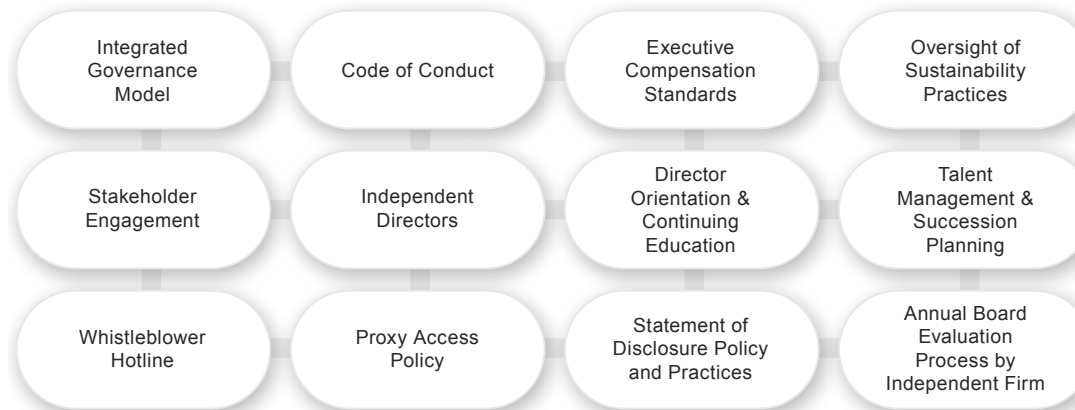 Integrated
Governance
Model
Code of Conduct
Executive
Compensation
Standards
Oversight of
Sustainability
Practices
Stakeholder
Engagement
Independent
Directors
Director
Orientation &
Continuing
Education
Talent
Management &
Succession
Planning
Whistleblower
Hotline
Proxy Access
Policy
Statement of
Disclosure Policy
and Practices
Annual Board
Evaluation
Process by
Independent Firm